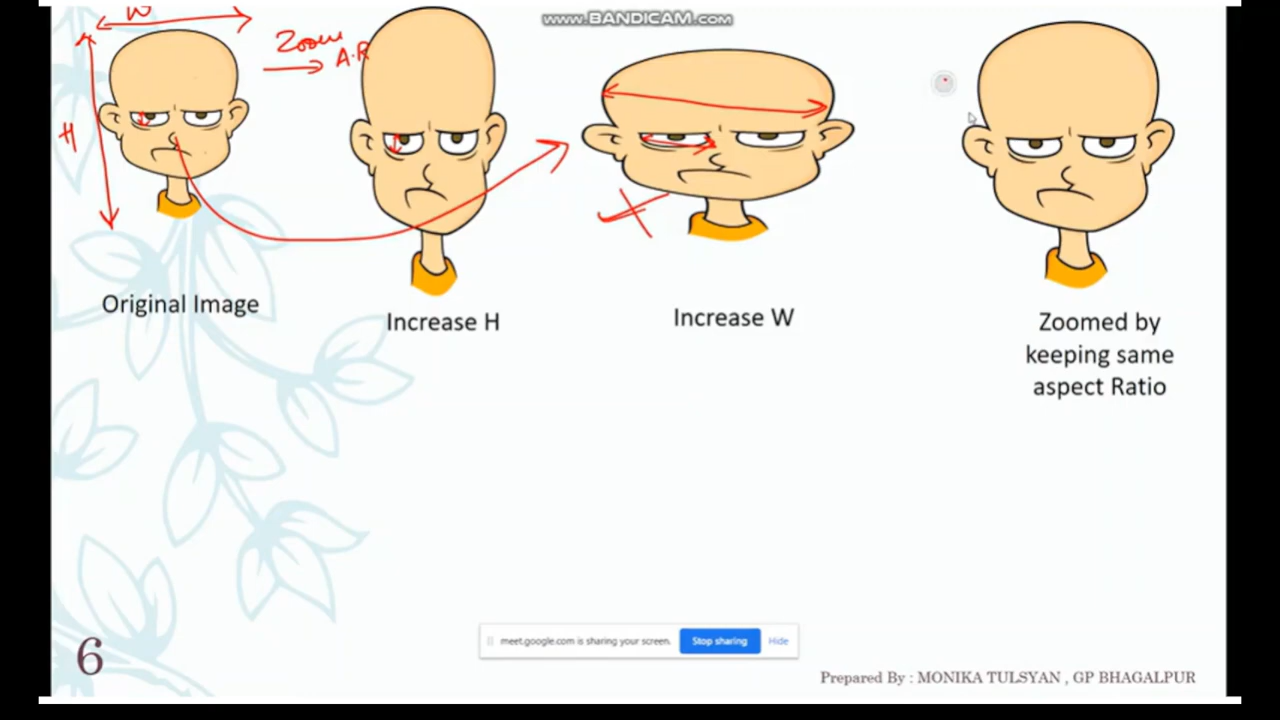 www.BANDICAM.com
W
Zoom
A.R
H
Original Image
Increase H
Increase W
Zoomed by
keeping same
aspect Ratio
meet.google.com is sharing your screen.
Stop sharing
Hide
6
Prepared By : MONIKA TULSYAN , GP BHAGALPUR